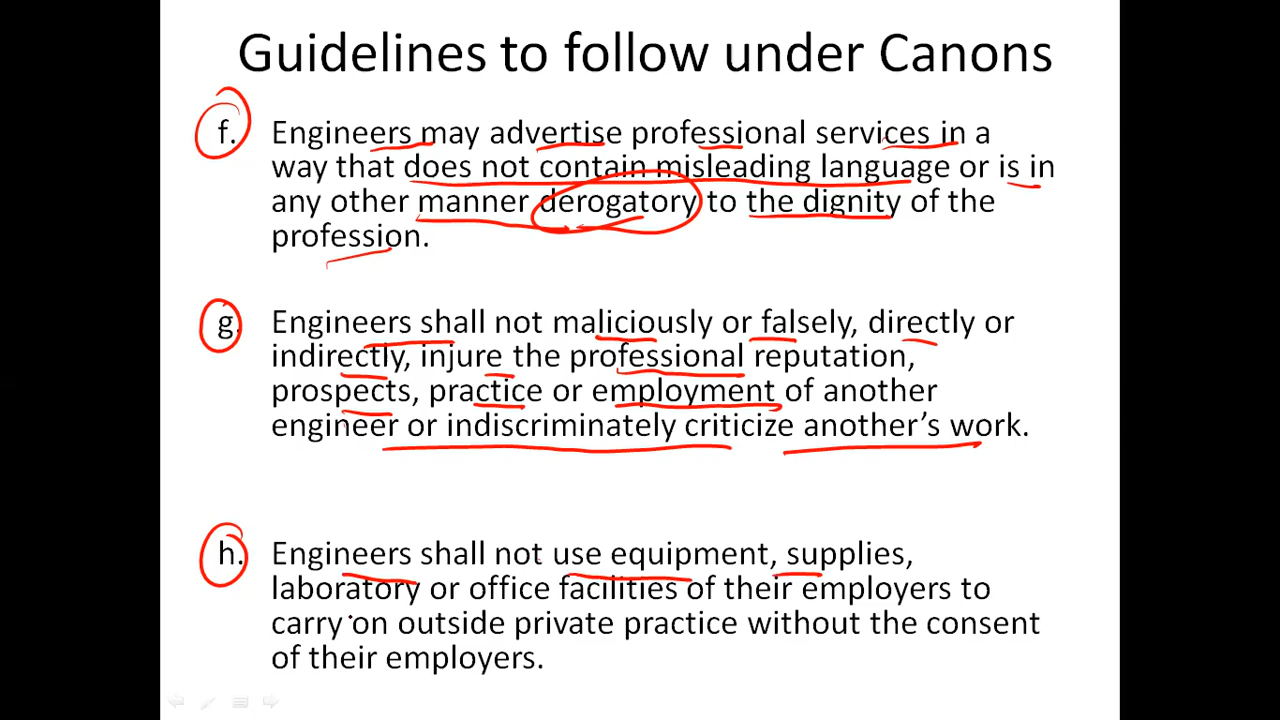 Guidelines to follow under Canons
f. Engineers may advertise professional services in a
way that does not contain misleading language or is in
any other manner derogatory to the dignity of the
profession.
g. Engineers shall not maliciously or falsely, directly or
indirectly, injure the professional reputation,
prospects, practice or employment of another
engineer or indiscriminately criticize another’s work.
h. Engineers shall not use equipment, supplies,
laboratory or office facilities of their employers to
carry on outside private practice without the consent
of their employers.